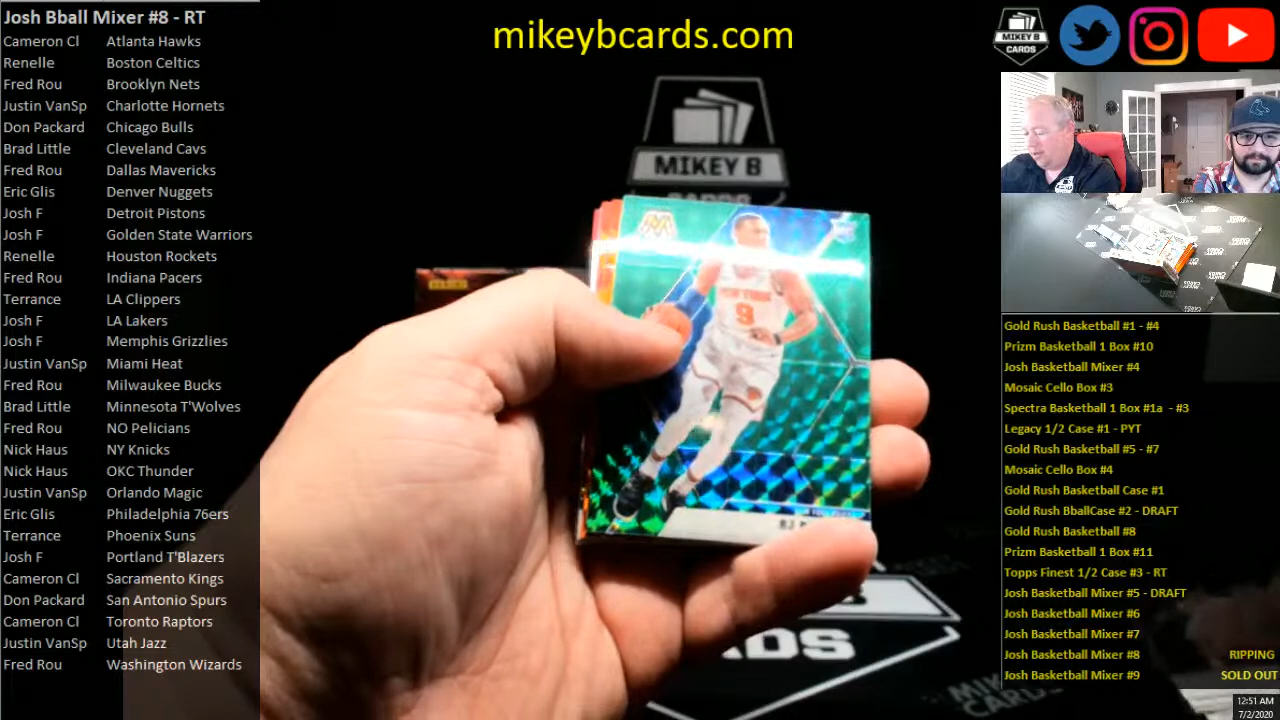 Josh Bball Mixer #8 - RT
Cameron Cl Atlanta Hawks
Renelle Boston Celtics
Fred Rou Brooklyn Nets
Justin VanSp Charlotte Hornets
Don Packard Chicago Bulls
Brad Little Cleveland Cavs
Fred Rou Dallas Mavericks
Eric Glis Denver Nuggets
Josh F Detroit Pistons
Josh F Golden State Warriors
Renelle Houston Rockets
Fred Rou Indiana Pacers
Terrance LA Clippers
Josh F LA Lakers
Josh F Memphis Grizzlies
Justin VanSp Miami Heat
Fred Rou Milwaukee Bucks
Brad Little Minnesota T'Wolves
Fred Rou NO Pelicians
Nick Haus NY Knicks
Nick Haus OKC Thunder
Justin VanSp Orlando Magic
Eric Glis Philadelphia 76ers
Terrance Phoenix Suns
Josh F Portland T'Blazers
Cameron Cl Sacramento Kings
Don Packard San Antonio Spurs
Cameron Cl Toronto Raptors
Justin VanSp Utah Jazz
Fred Rou Washington Wizards
mikeybcards.com
MIKEY B
NEW YORK
9
RJ
CARDS
MIKEY B
CARDS
Gold Rush Basketball #1 - #4
Prizm Basketball 1 Box #10
Josh Basketball Mixer #4
Mosaic Cello Box #3
Spectra Basketball 1 Box #1a - #3
Legacy 1/2 Case #1 - PYT
Gold Rush Basketball #5 - #7
Mosaic Cello Box #4
Gold Rush Basketball Case #1
Gold Rush BballCase #2 - DRAFT
Gold Rush Basketball #8
Prizm Basketball 1 Box #11
Topps Finest 1/2 Case #3 - RT
Josh Basketball Mixer #5 - DRAFT
Josh Basketball Mixer #6
Josh Basketball Mixer #7
Josh Basketball Mixer #8 RIPPING
Josh Basketball Mixer #9 SOLD OUT
12:51 AM
7/2/2020